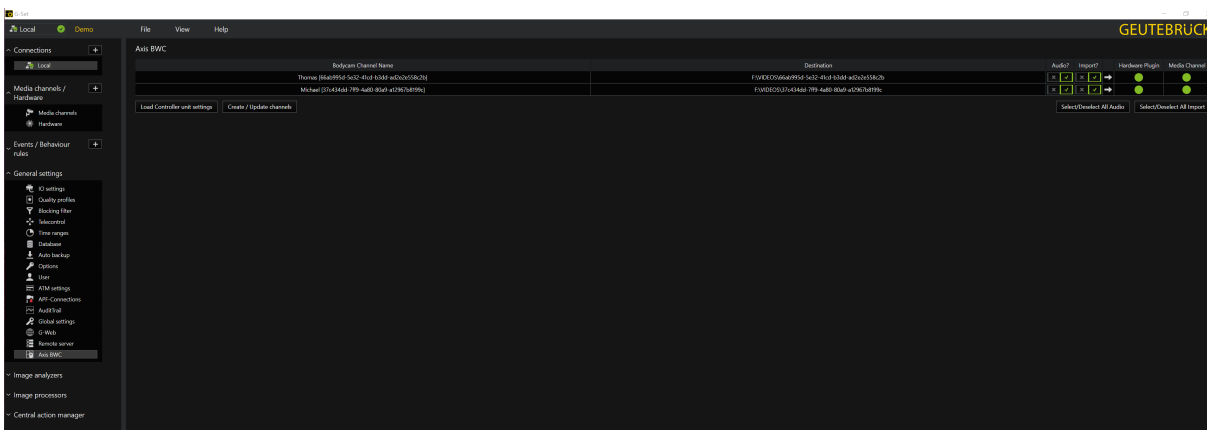 G-Set
Local Demo File View Help GEUTEBRÜCK
Connections +
Local
Media channels / Hardware +
Media channels
Hardware
Events / Behaviour rules +
General settings
IO settings
Quality profiles
Blocking filter
Telecontrol
Time ranges
Database
Auto backup
Options
User
ATM settings
APF-Connections
AuditTrail
Global settings
G-Web
Remote server
Axis BWC
Image analyzers
Image processors
Central action manager
Axis BWC
Bodycam Channel Name Destination Audio? Import? Hardware Plugin Media Channel
Thomas [66ab995d-5e32-41cd-b3dd-ad2e2e558c2b] F:\VIDEOS\66ab995d-5e32-41cd-b3dd-ad2e2e558c2b
Michael [37c434dd-7ff9-4a80-80a9-a12967b8199c] F:\VIDEOS\37c434dd-7ff9-4a80-80a9-a12967b8199c
Load Controller unit settings Create / Update channels Select/Deselect All Audio Select/Deselect All Import